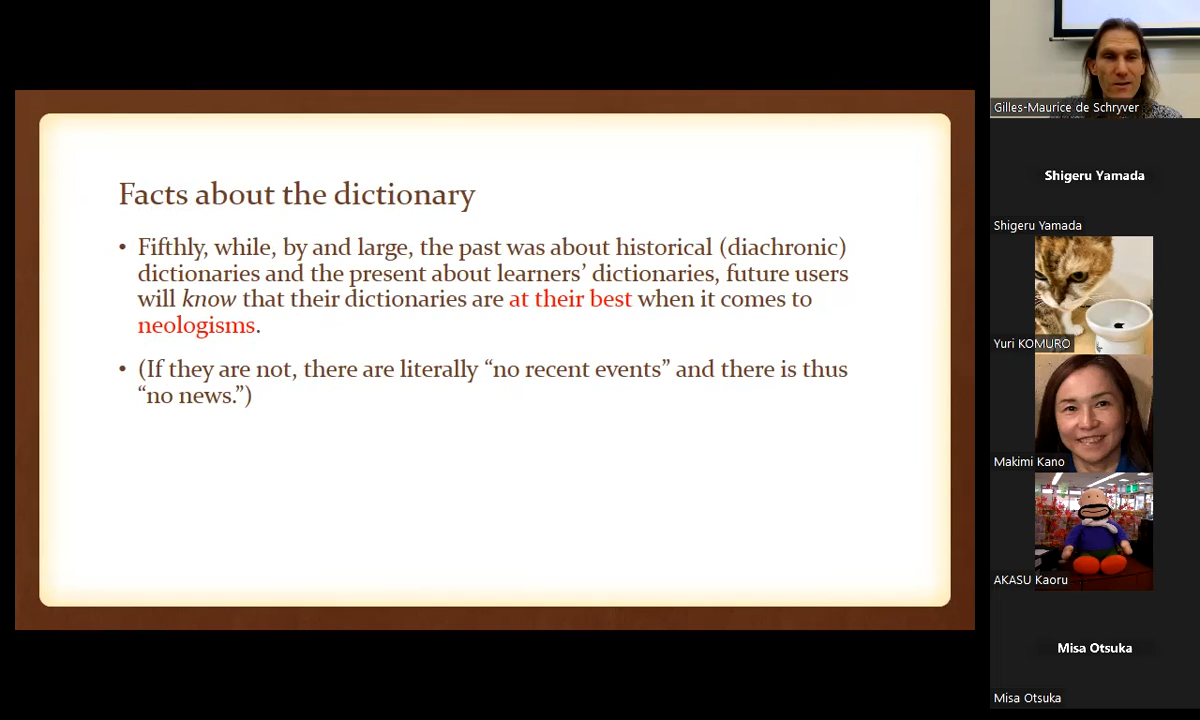 Facts about the dictionary
• Fifthly, while, by and large, the past was about historical (diachronic)
dictionaries and the present about learners’ dictionaries, future users
will know that their dictionaries are at their best when it comes to
neologisms.
• (If they are not, there are literally “no recent events” and there is thus
“no news.”)
Gilles-Maurice de Schryver
Shigeru Yamada
Shigeru Yamada
Yuri KOMURO
Makimi Kano
AKASU Kaoru
Misa Otsuka
Misa Otsuka